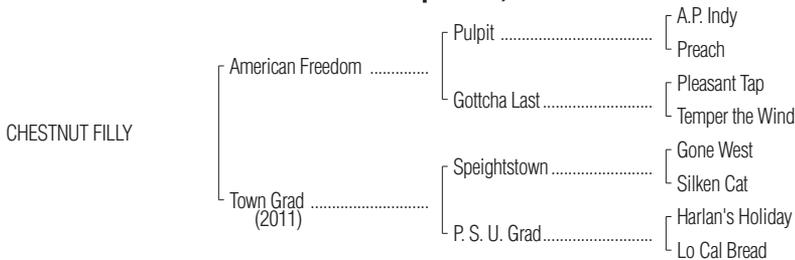 A.P. Indy
Pulpit ..............................
Preach
American Freedom ..............
Pleasant Tap
Gottcha Last......................
Temper the Wind
CHESTNUT FILLY
Gone West
Speightstown ....................
Silken Cat
Town Grad ........................
(2011)
Harlan's Holiday
P. S. U. Grad......................
Lo Cal Bread